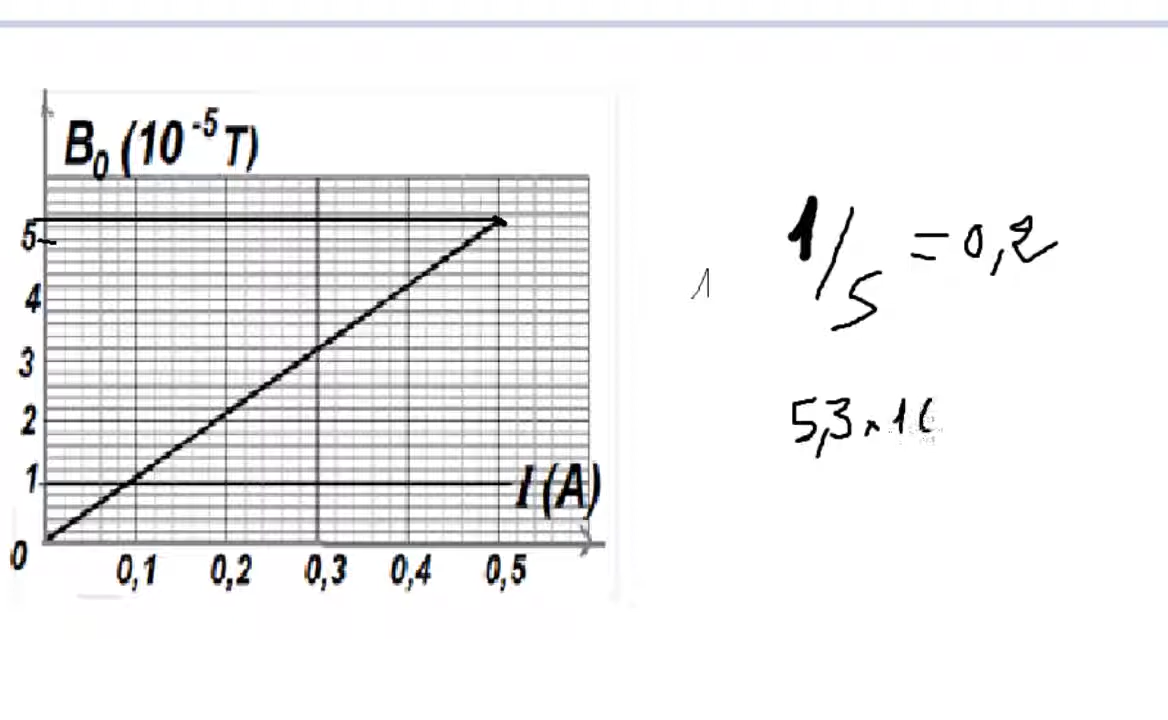 B₀ (10⁻⁵ T)
5
4
3
2
1
0
I (A)
0,1 0,2 0,3 0,4 0,5
1
1/5 = 0,2
5,3 × 1